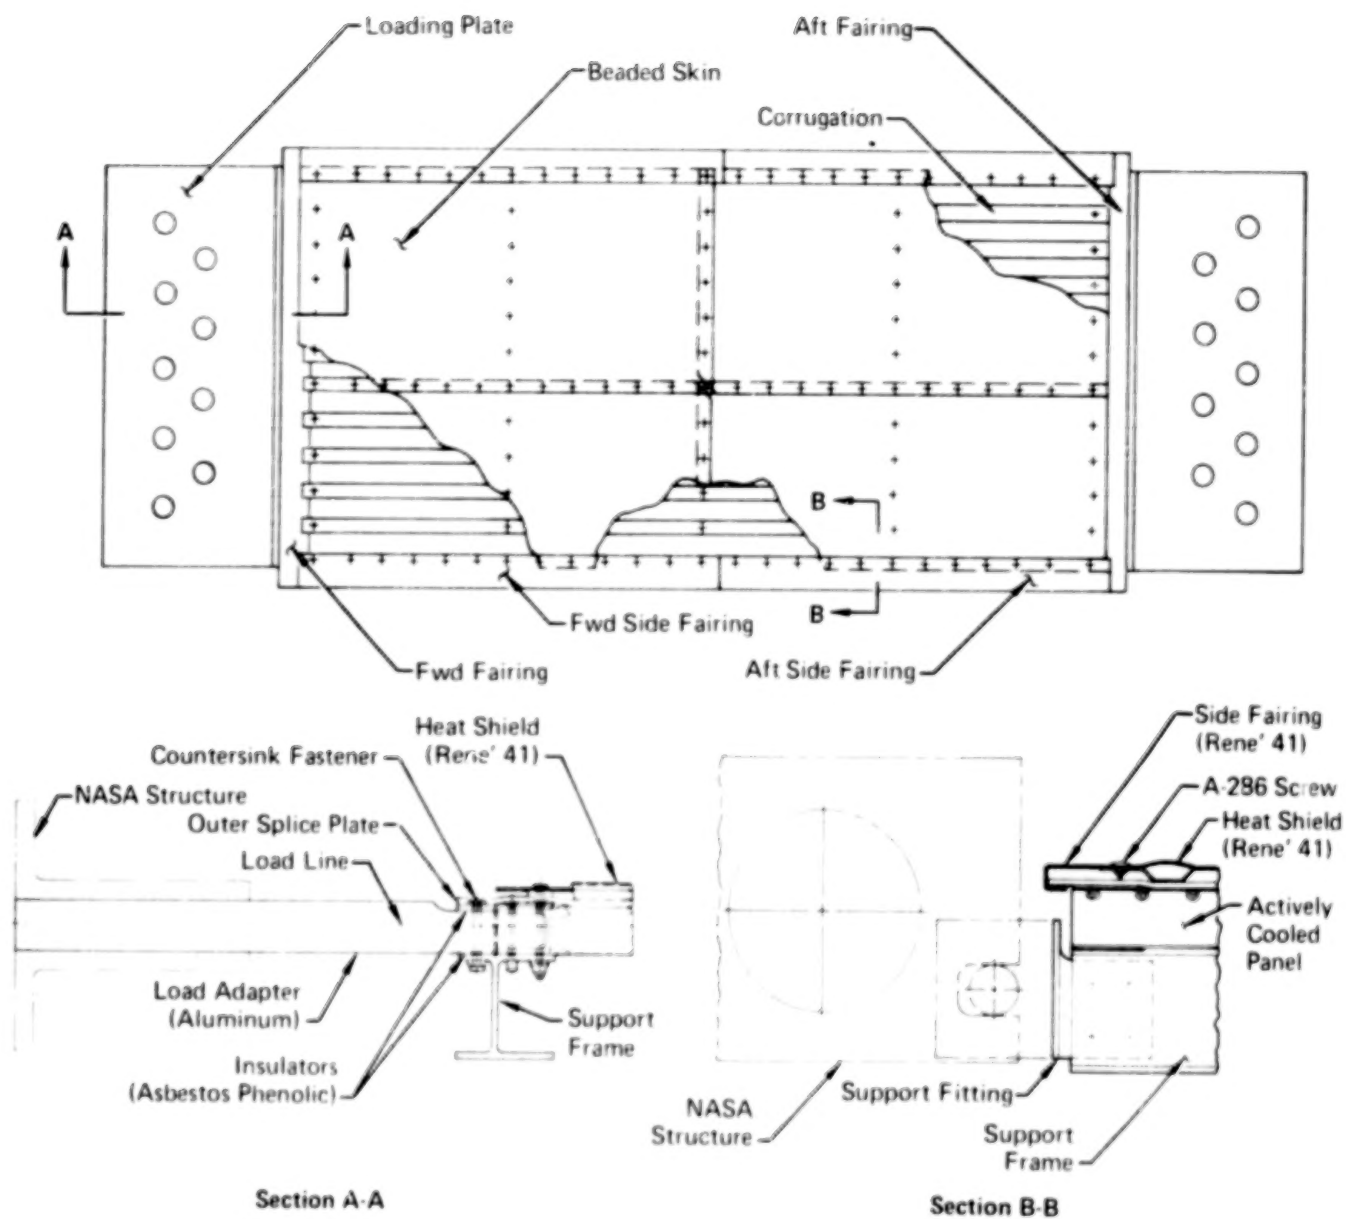 Loading Plate
Aft Fairing
Beaded Skin
Corrugation
A
A
B
B
Fwd Side Fairing
Fwd Fairing
Aft Side Fairing
Heat Shield
(Rene' 41)
Countersink Fastener
NASA Structure
Outer Splice Plate
Load Line
Load Adapter
(Aluminum)
Support
Frame
Insulators
(Asbestos Phenolic)
Section A-A
Side Fairing
(Rene' 41)
A-286 Screw
Heat Shield
(Rene' 41)
Actively
Cooled
Panel
Support Fitting
NASA
Structure
Support
Frame
Section B-B